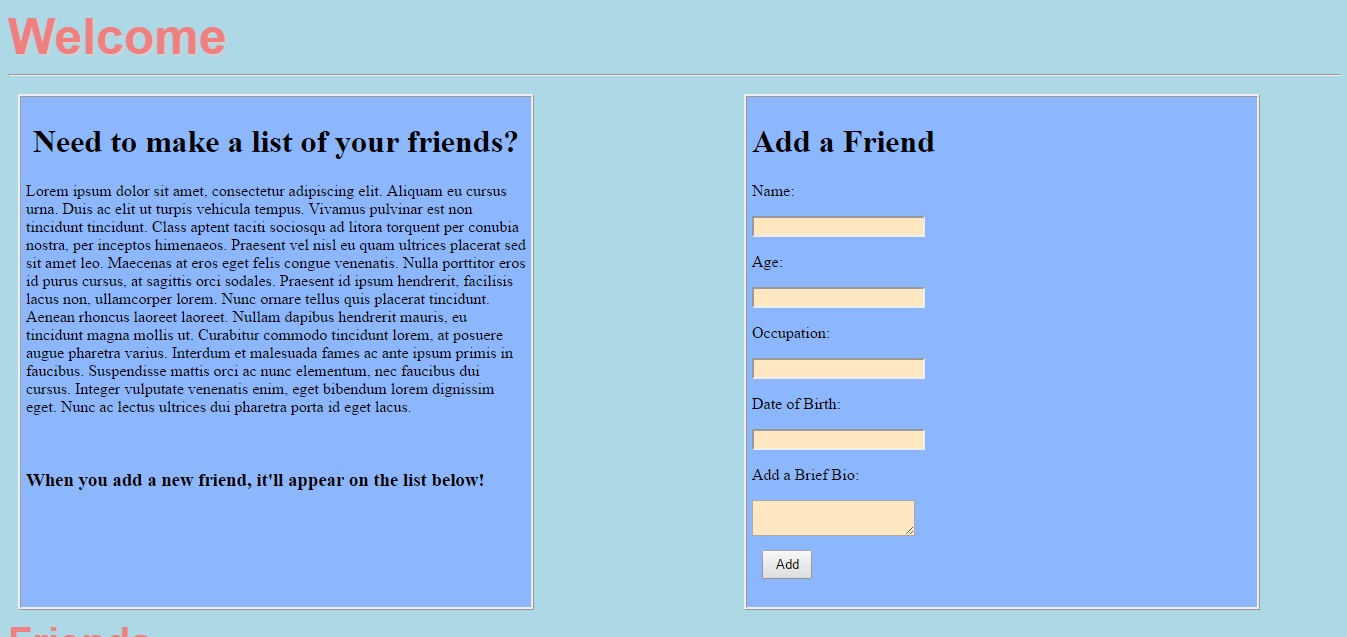 Welcome
Need to make a list of your friends?
Lorem ipsum dolor sit amet, consectetur adipiscing elit. Aliquam eu cursus
urna. Duis ac elit ut turpis vehicula tempus. Vivamus pulvinar est non
tincidunt tincidunt. Class aptent taciti sociosqu ad litora torquent per conubia
nostra, per inceptos himenaeos. Praesent vel nisl eu quam ultrices placerat sed
sit amet leo. Maecenas at eros eget felis congue venenatis. Nulla porttitor eros
id purus cursus, at sagittis orci sodales. Praesent id ipsum hendrerit, facilisis
lacus non, ullamcorper lorem. Nunc ornare tellus quis placerat tincidunt.
Aenean rhoncus laoreet laoreet. Nullam dapibus hendrerit mauris, eu
tincidunt magna mollis ut. Curabitur commodo tincidunt lorem, at posuere
augue pharetra varius. Interdum et malesuada fames ac ante ipsum primis in
faucibus. Suspendisse mattis orci ac nunc elementum, nec faucibus dui
cursus. Integer vulputate venenatis enim, eget bibendum lorem dignissim
eget. Nunc ac lectus ultrices dui pharetra porta id eget lacus.
When you add a new friend, it'll appear on the list below!
Add a Friend
Name:
Age:
Occupation:
Date of Birth:
Add a Brief Bio:
Add
Friends